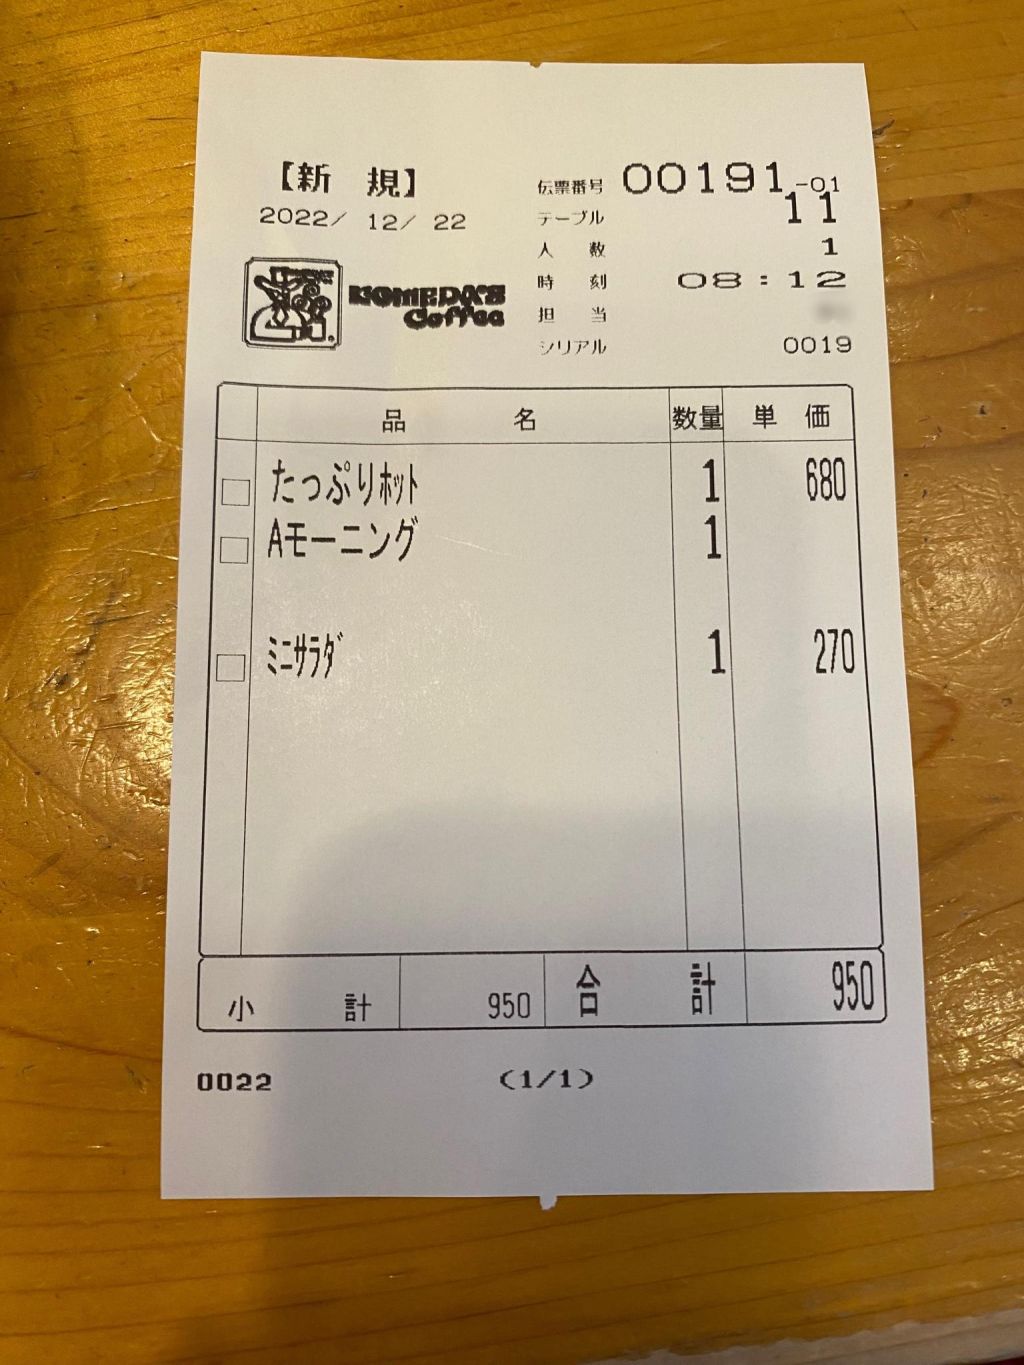 【新 規】
2022/ 12/ 22
KOMEDA'S
Coffee
伝票番号 00191-01
テーブル 11
人 数 1
時 刻 08:12
担 当
シリアル 0019
品 名 数量 単 価
たっぷりﾎｯﾄ 1 680
Aモーニング 1
ﾐﾆｻﾗﾀﾞ 1 270
小 計 950 合 計 950
0022 (1/1)